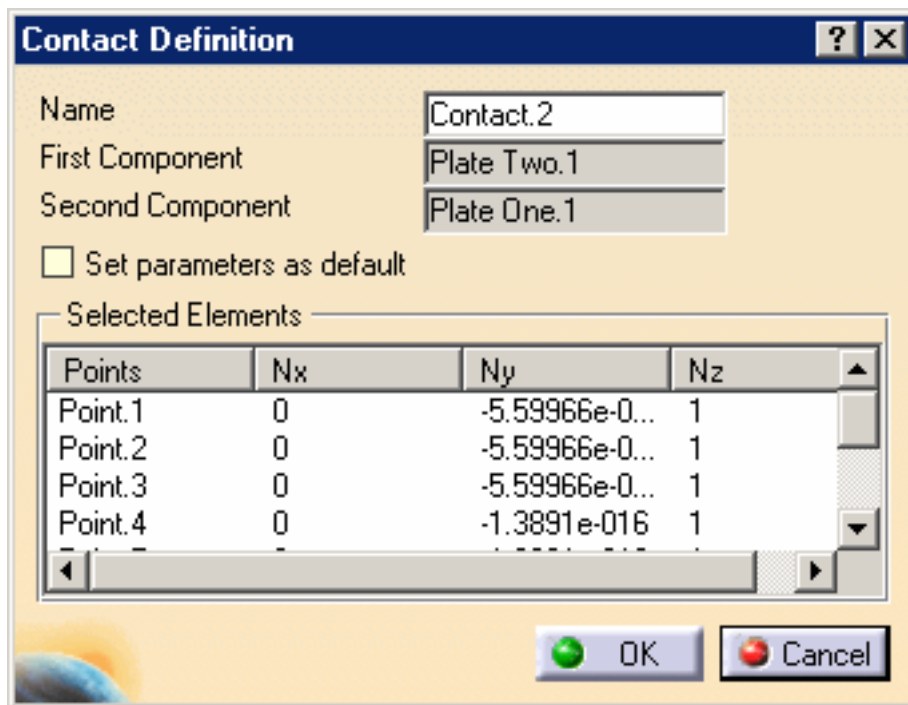 Contact Definition
Name Contact.2
First Component Plate Two.1
Second Component Plate One.1
Set parameters as default
Selected Elements
Points Nx Ny Nz
Point.1 0 -5.59966e-0... 1
Point.2 0 -5.59966e-0... 1
Point.3 0 -5.59966e-0... 1
Point.4 0 -1.3891e-016 1
OK Cancel